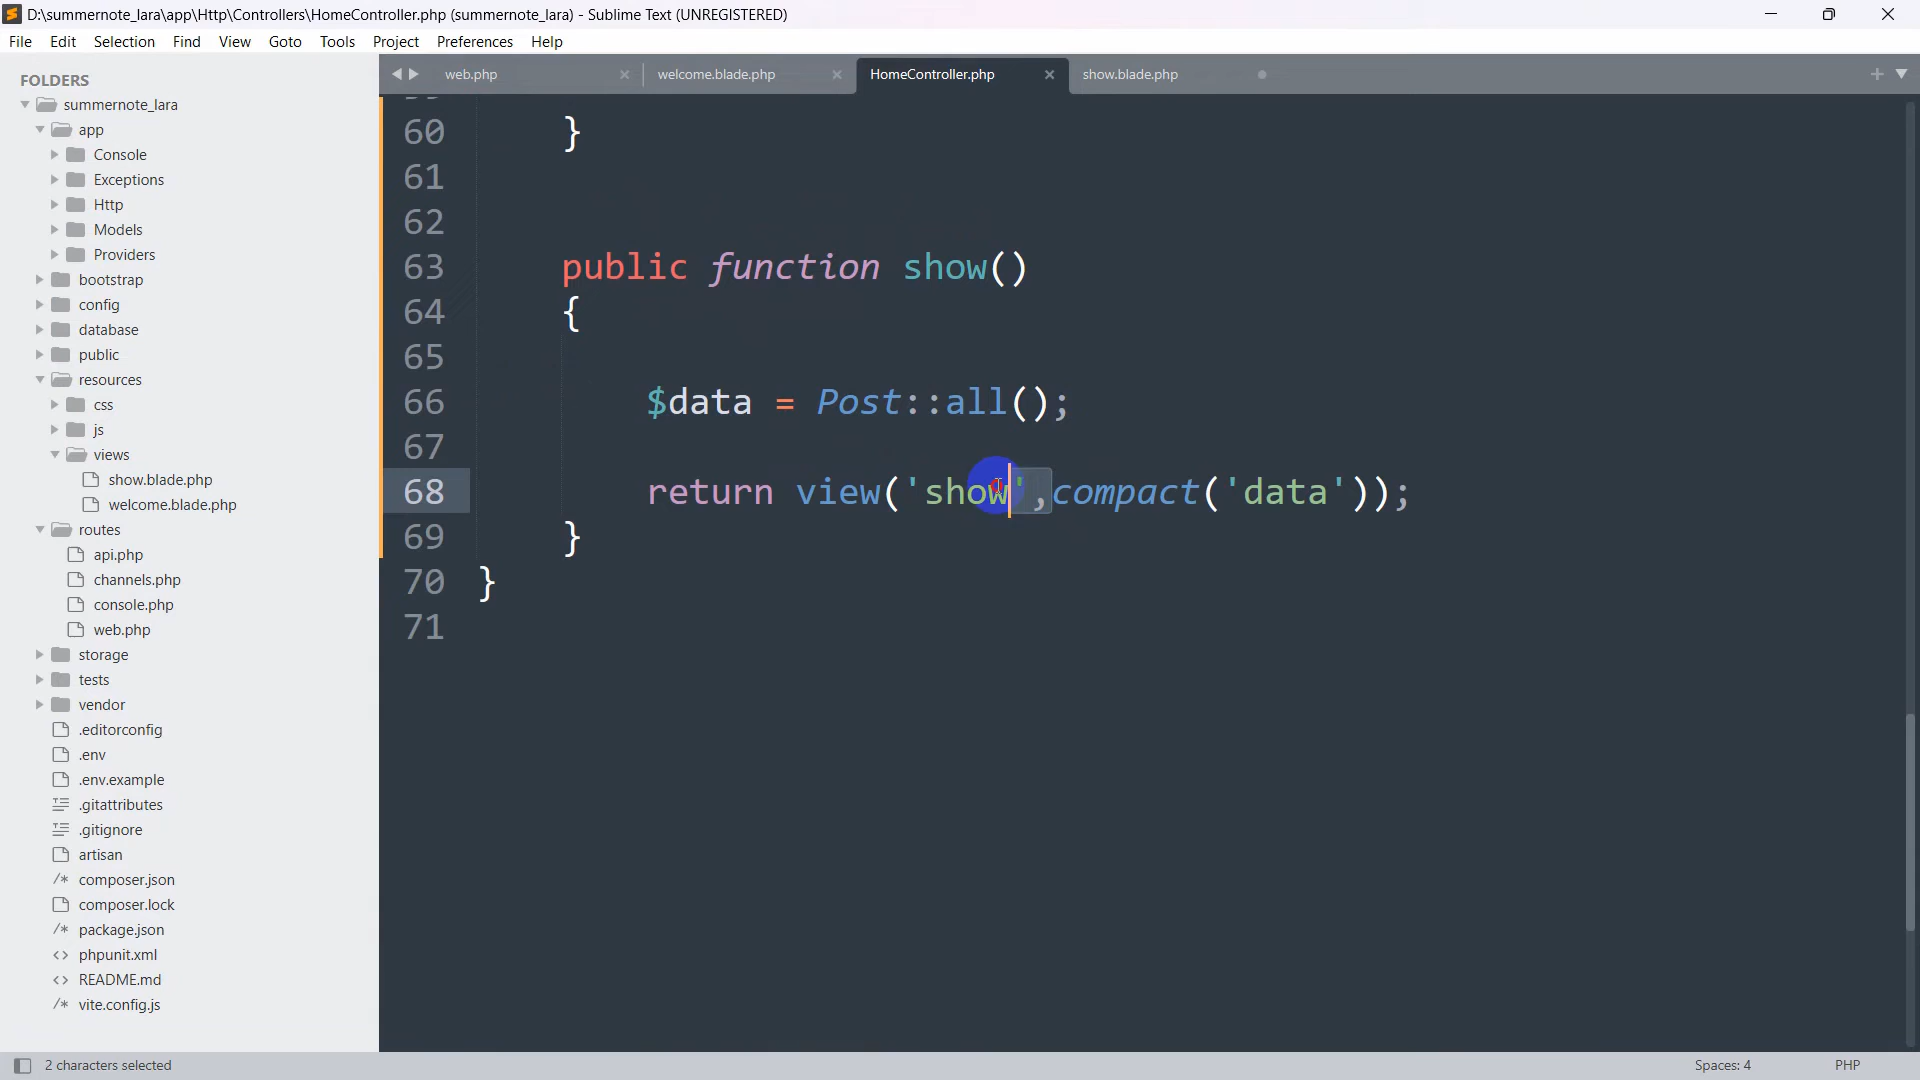 D:\summernote_lara\app\Http\Controllers\HomeController.php (summernote_lara) - Sublime Text (UNREGISTERED)
File Edit Selection Find View Goto Tools Project Preferences Help
FOLDERS
summernote_lara
app
Console
Exceptions
Http
Models
Providers
bootstrap
config
database
public
resources
css
js
views
show.blade.php
welcome.blade.php
routes
api.php
channels.php
console.php
web.php
storage
tests
vendor
.editorconfig
.env
.env.example
.gitattributes
.gitignore
artisan
/* composer.json
composer.lock
/* package.json
<> phpunit.xml
<> README.md
/* vite.config.js
web.php welcome.blade.php HomeController.php show.blade.php
60 }
61
62
63 public function show()
64 {
65
66 $data = Post::all();
67
68 return view('show',compact('data'));
69 }
70 }
71
2 characters selected Spaces: 4 PHP